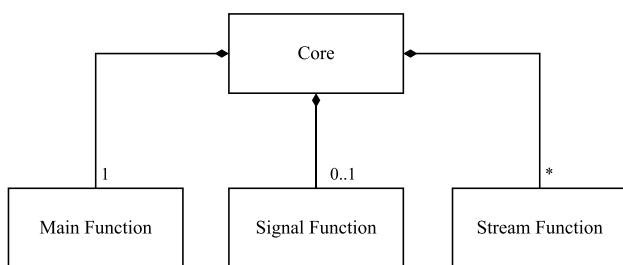 Core
1
0..1
*
Main Function
Signal Function
Stream Function